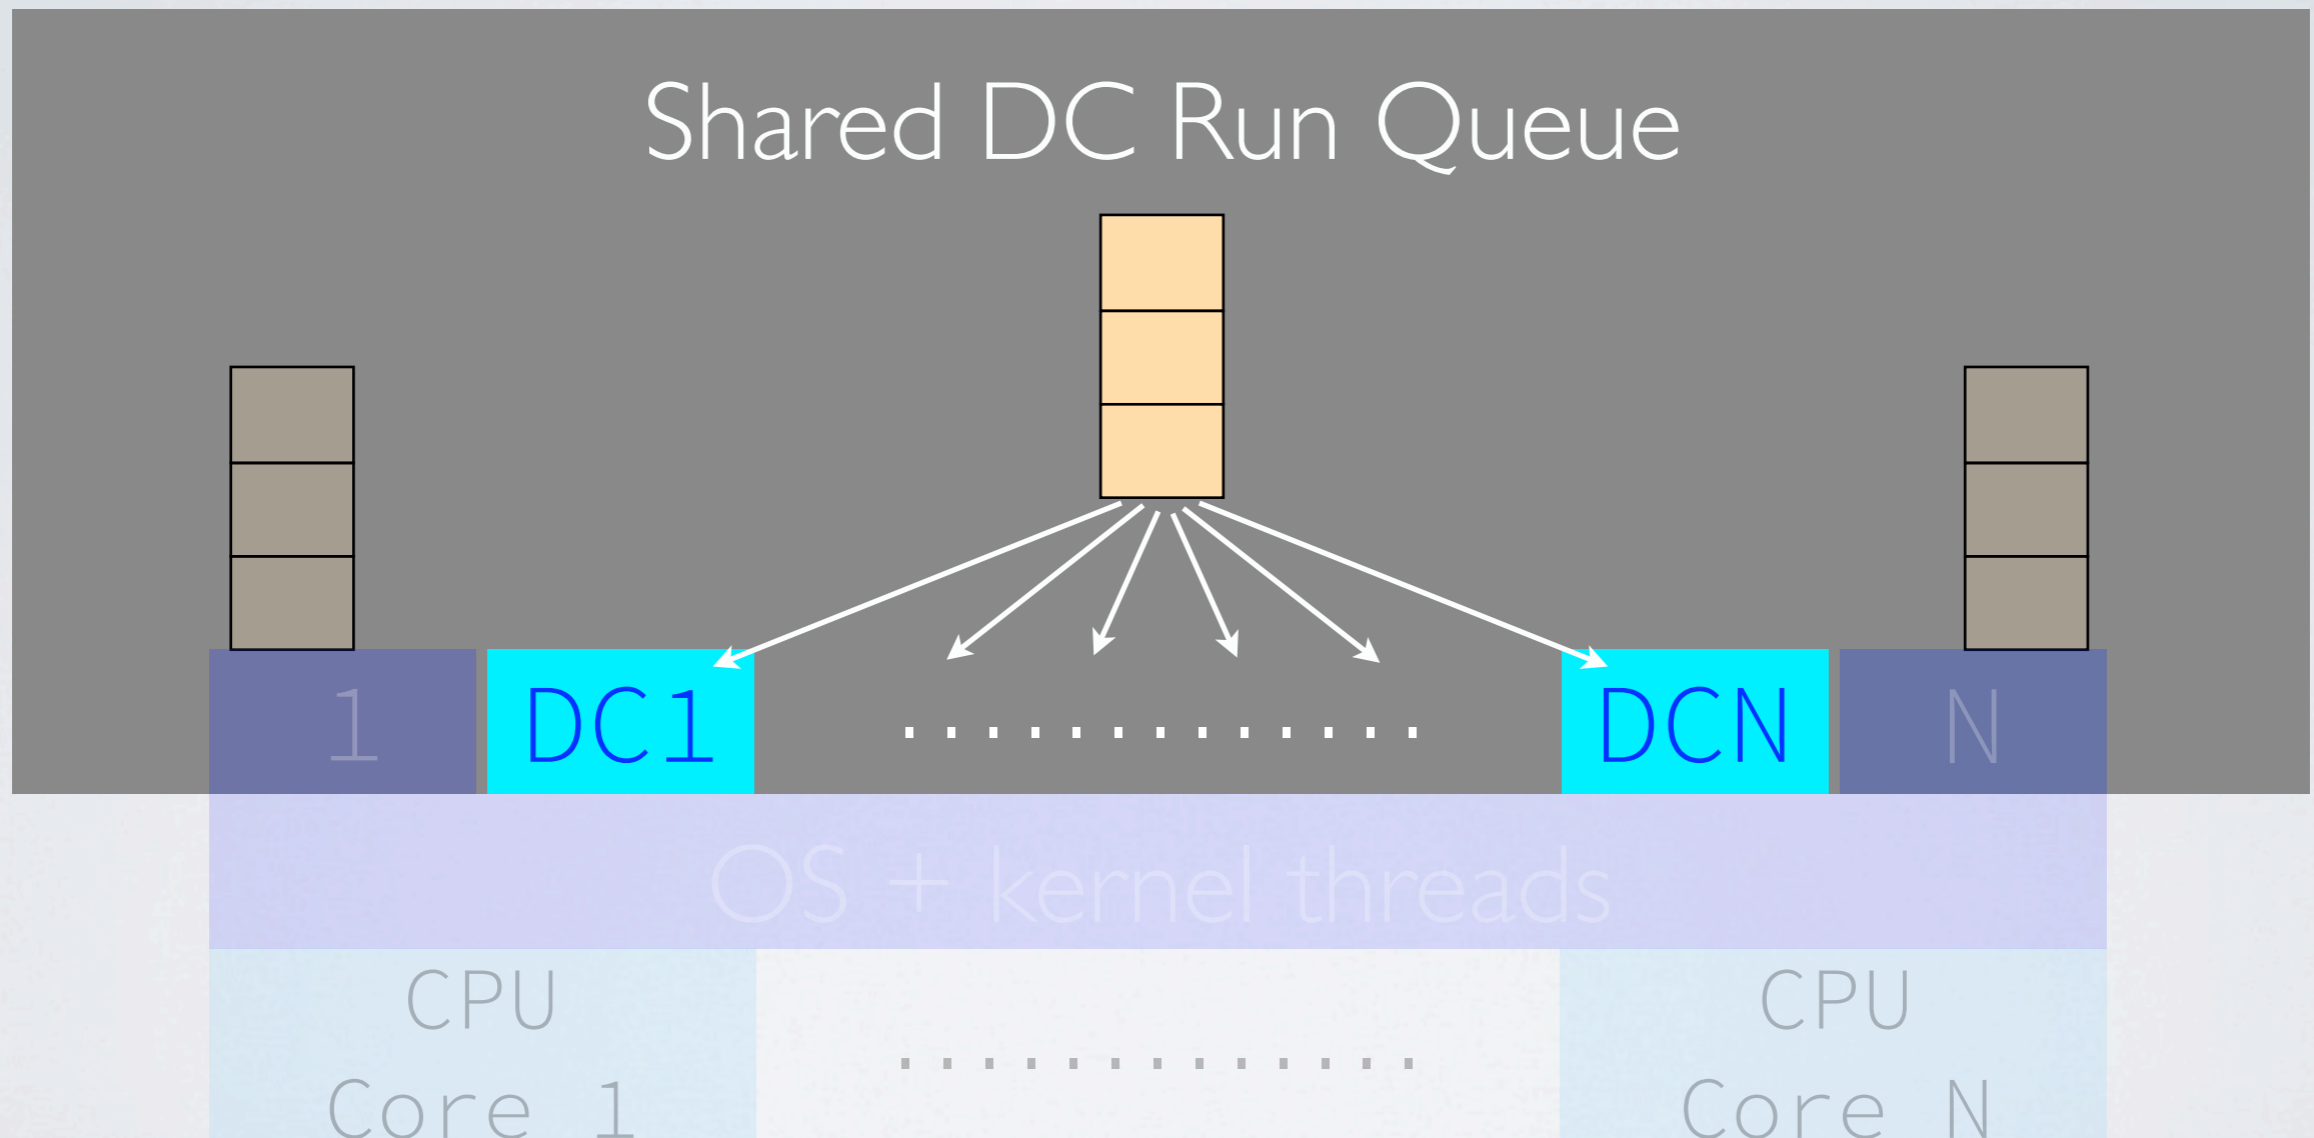 Shared DC Run Queue
1 DC1 ............. DCN N
OS + kernel threads
CPU ............. CPU
Core 1 Core N